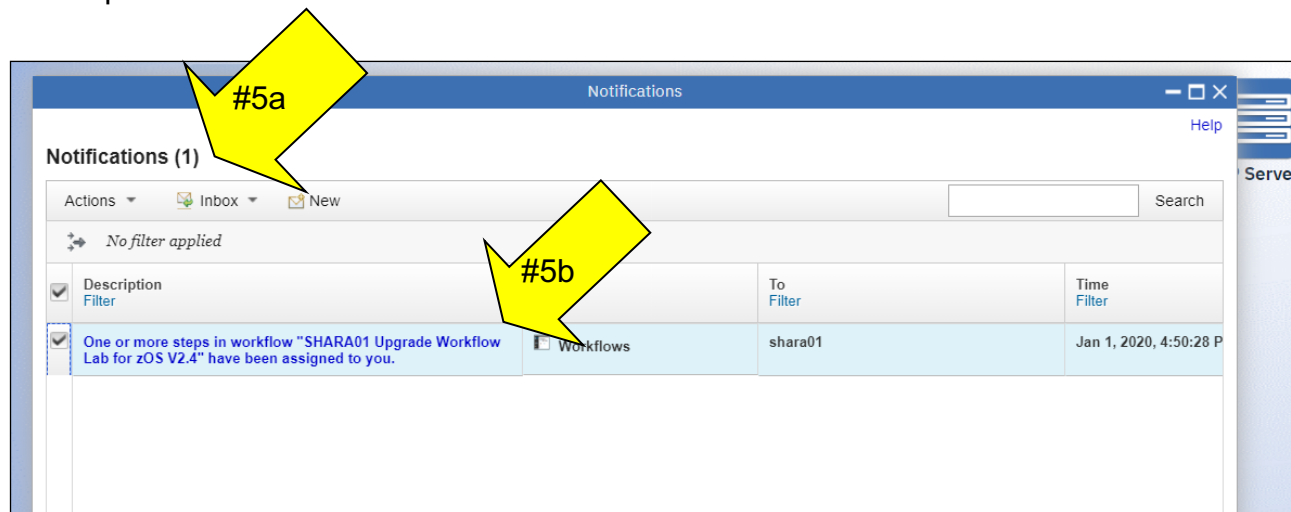 #5a
Notifications
Help
Notifications (1)
Serve
Actions Inbox New Search
No filter applied
#5b
Description To Time
Filter Filter Filter
One or more steps in workflow "SHARA01 Upgrade Workflow Workflows shara01 Jan 1, 2020, 4:50:28 P
Lab for zOS V2.4" have been assigned to you.